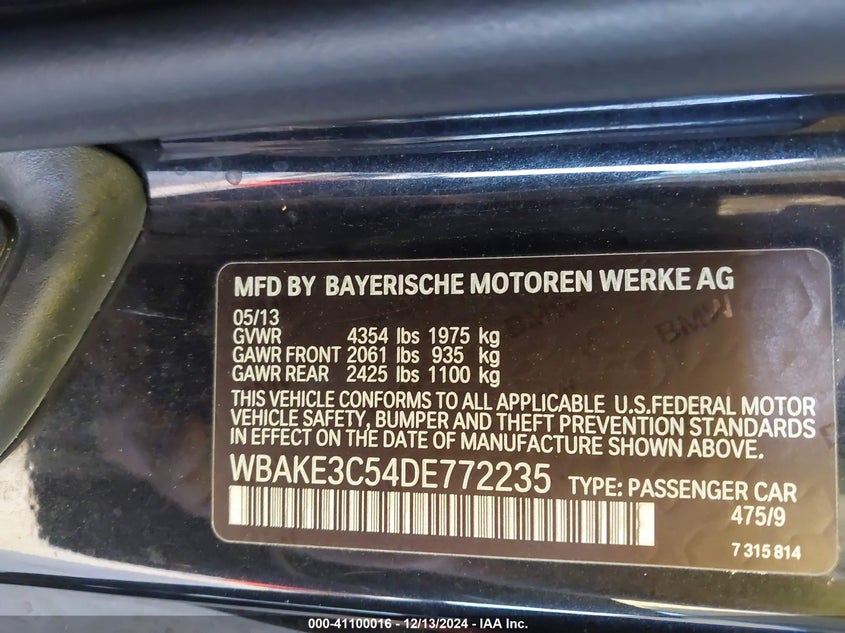 MFD BY BAYERISCHE MOTOREN WERKE AG
05/13
GVWR 4354 lbs 1975 kg
GAWR FRONT 2061 lbs 935 kg
GAWR REAR 2425 lbs 1100 kg
THIS VEHICLE CONFORMS TO ALL APPLICABLE U.S.FEDERAL MOTOR
VEHICLE SAFETY, BUMPER AND THEFT PREVENTION STANDARDS
IN EFFECT ON THE DATE OF MANUFACTURE SHOWN ABOVE.
WBAKE3C54DE772235 TYPE: PASSENGER CAR
475/9
7 315 814
000-41100016 - 12/13/2024 - IAA Inc.